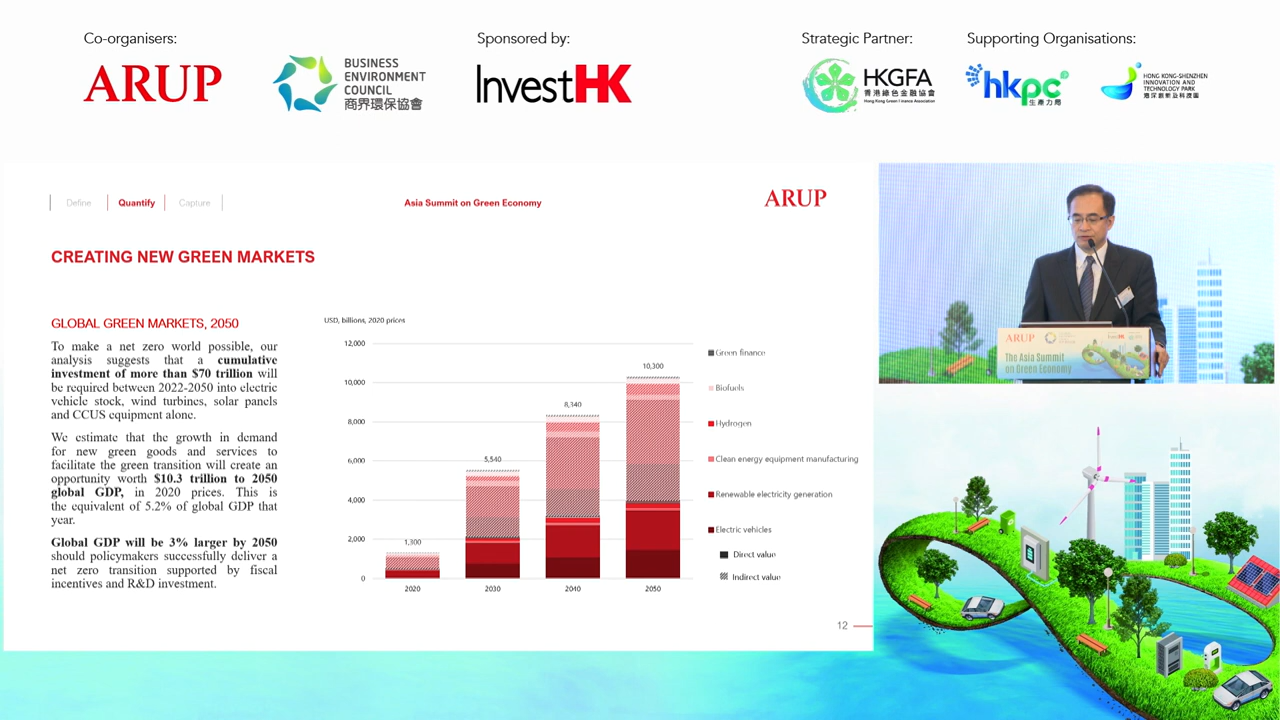 Co-organisers:
Sponsored by:
Strategic Partner:
Supporting Organisations:
ARUP
BUSINESS
ENVIRONMENT
COUNCIL
商界環保協會
InvestHK
HKGFA
香港綠色金融協會
Hong Kong Green Finance Association
hkpc
生產力局
HONG KONG-SHENZHEN
INNOVATION AND
TECHNOLOGY PARK
港深創新及科技園
Define
Quantify
Capture
Asia Summit on Green Economy
ARUP
CREATING NEW GREEN MARKETS
GLOBAL GREEN MARKETS, 2050
To make a net zero world possible, our
analysis suggests that a cumulative
investment of more than $70 trillion will
be required between 2022-2050 into electric
vehicle stock, wind turbines, solar panels
and CCUS equipment alone.
We estimate that the growth in demand
for new green goods and services to
facilitate the green transition will create an
opportunity worth $10.3 trillion to 2050
global GDP, in 2020 prices. This is
the equivalent of 5.2% of global GDP that
year.
Global GDP will be 3% larger by 2050
should policymakers successfully deliver a
net zero transition supported by fiscal
incentives and R&D investment.
USD, billions, 2020 prices
12,000
10,000
8,000
6,000
4,000
2,000
0
1,300
5,540
8,340
10,300
2020
2030
2040
2050
Green finance
Biofuels
Hydrogen
Clean energy equipment manufacturing
Renewable electricity generation
Electric vehicles
Direct value
Indirect value
12
ARUP
The Asia Summit
on Green Economy